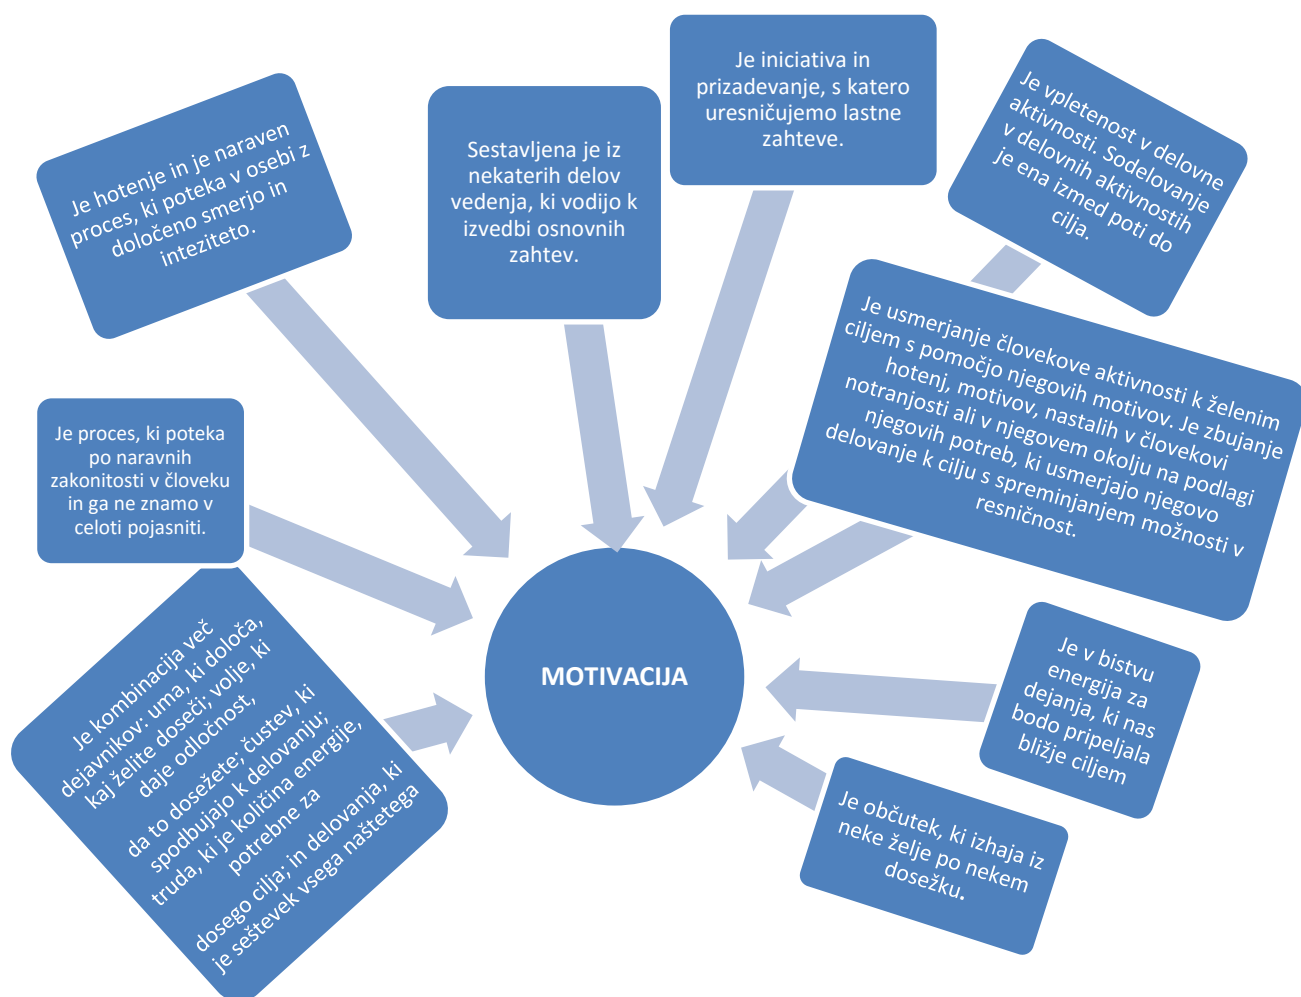 Je hotenje in je naraven
proces, ki poteka v osebi z
določeno smerjo in
inteziteto.
Sestavljena je iz
nekaterih delov
vedenja, ki vodijo k
izvedbi osnovnih
zahtev.
Je iniciativa in
prizadevanje, s katero
uresničujemo lastne
zahteve.
Je vpletenost v delovne
aktivnosti. Sodelovanje
v delovnih aktivnostih
je ena izmed poti do
cilja.
Je usmerjanje človekove aktivnosti k želenim
ciljem s pomočjo njegovih motivov. Je zbujanje
hotenj, motivov, nastalih v človekovi
notranjosti ali v njegovem okolju na podlagi
njegovih potreb, ki usmerjajo njegovo
delovanje k cilju s spreminjanjem možnosti v
resničnost.
Je proces, ki poteka
po naravnih
zakonitosti v človeku
in ga ne znamo v
celoti pojasniti.
Je kombinacija več
dejavnikov: uma, ki določa,
kaj želite doseči; volje, ki
daje odločnost,
da to dosežete; čustev, ki
spodbujajo k delovanju;
truda, ki je količina energije,
potrebne za
dosego cilja; in delovanja, ki
je seštevek vsega naštetega
MOTIVACIJA
Je v bistvu
energija za
dejanja, ki nas
bodo pripeljala
bližje ciljem
Je občutek, ki izhaja iz
neke želje po nekem
dosežku.